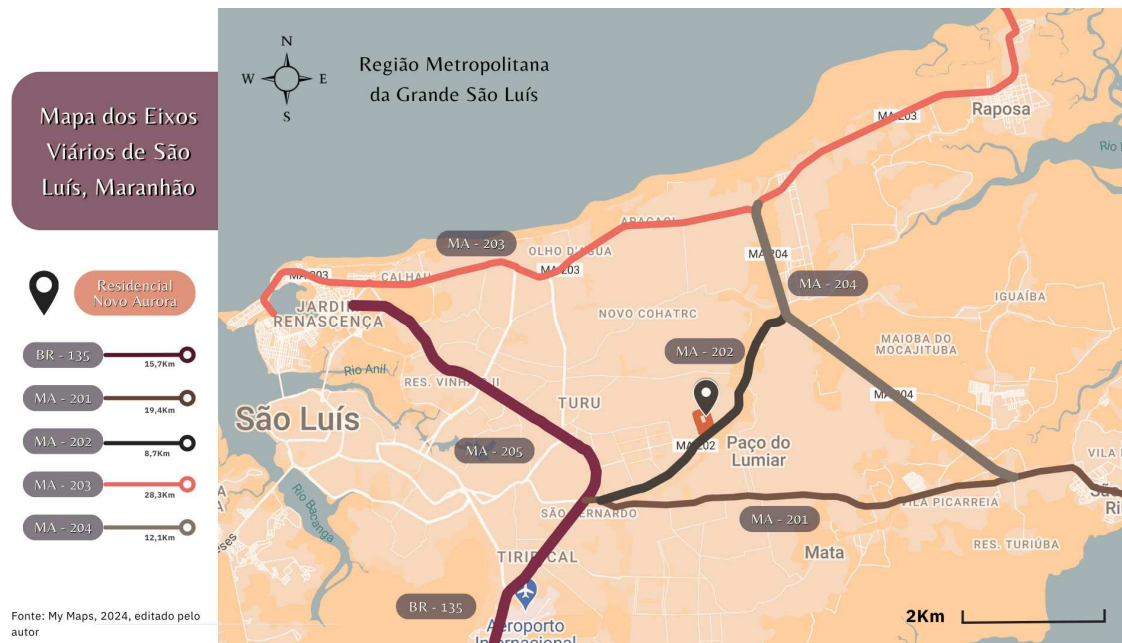 Mapa dos Eixos
Viários de São
Luís, Maranhão
Residencial
Novo Aurora
BR - 135
15,7Km
MA - 201
19,4Km
MA - 202
8,7Km
MA - 203
28,3Km
MA - 204
12,1Km
Fonte: My Maps, 2024, editado pelo
autor
N
W E
S
Região Metropolitana
da Grande São Luís
Raposa
MA 203
MA - 203
OLHO D'ÁGUA
MA 203
MA 203
CALHAU
MA 204
MA - 204
JARDIM
RENASCENÇA
NOVO COHATRC
IGUAÍBA
MA - 202
MAIOBA DO
MOCAJITUBA
Rio Anil
RES. VINHAIS II
TURU
MA 204
São Luís
MA 202
Paço do
Lumiar
MA - 205
Rio Bacanga
SÃO BERNARDO
VILA PICARREIA
MA - 201
TIRIRICAL
Mata
RES. TURIÚBA
BR - 135
Aeroporto
Internacional
2Km